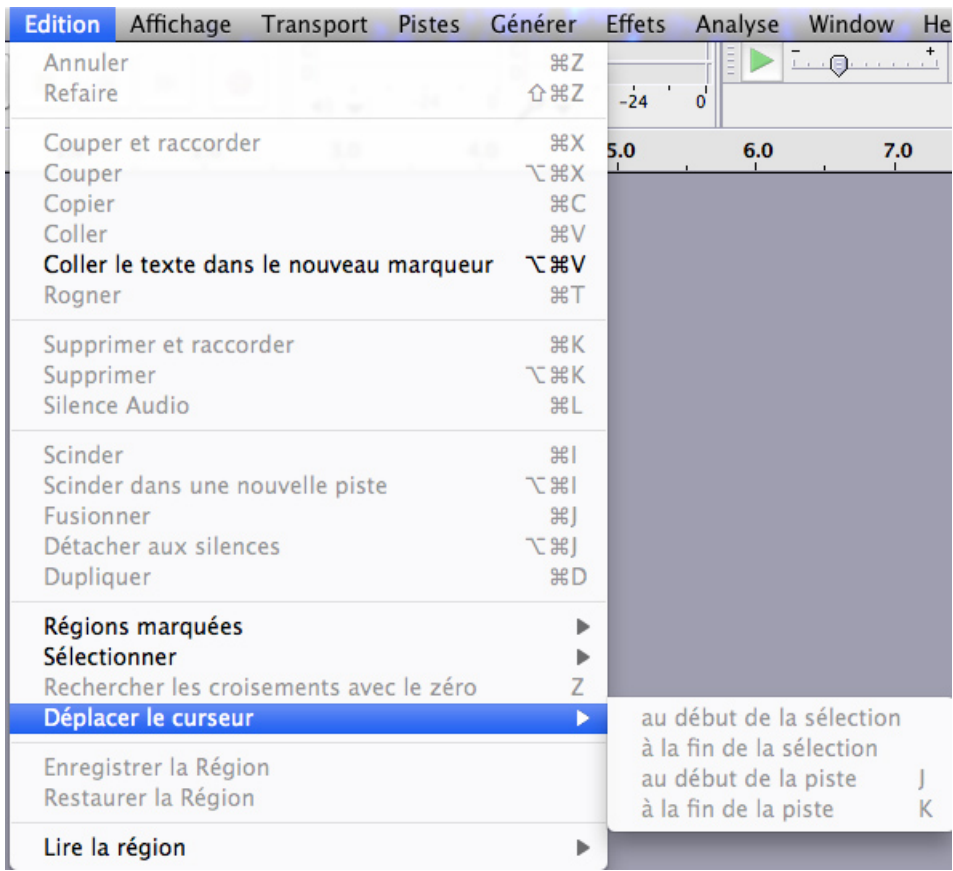 Edition Affichage Transport Pistes Générer Effets Analyse Window He
- +
-24 0
5.0 6.0 7.0
Annuler ⌘Z
Refaire ⇧⌘Z
Couper et raccorder ⌘X
Couper ⌥⌘X
Copier ⌘C
Coller ⌘V
Coller le texte dans le nouveau marqueur ⌥⌘V
Rogner ⌘T
Supprimer et raccorder ⌘K
Supprimer ⌥⌘K
Silence Audio ⌘L
Scinder ⌘I
Scinder dans une nouvelle piste ⌥⌘I
Fusionner ⌘J
Détacher aux silences ⌥⌘J
Dupliquer ⌘D
Régions marquées ▶
Sélectionner ▶
Rechercher les croisements avec le zéro Z
Déplacer le curseur ▶
au début de la sélection
à la fin de la sélection
au début de la piste J
à la fin de la piste K
Enregistrer la Région
Restaurer la Région
Lire la région ▶